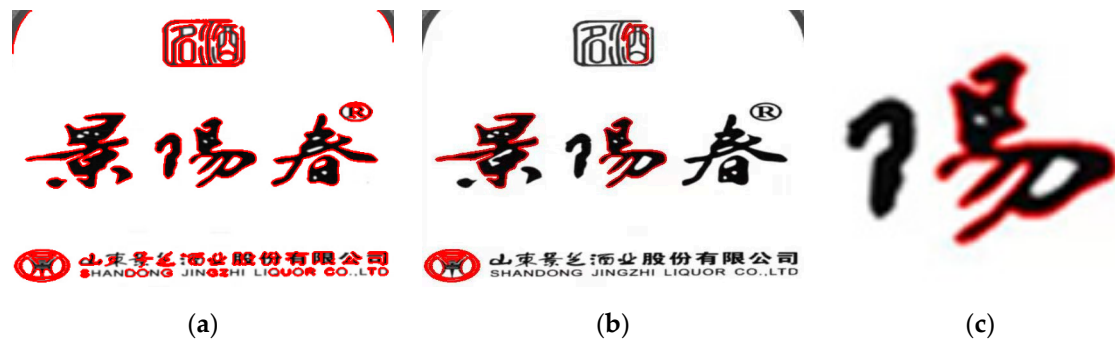 名酒
景陽春®
山東景芝酒业股份有限公司
SHANDONG JINGZHI LIQUOR CO.,LTD
(a)
名酒
景陽春®
山東景芝酒业股份有限公司
SHANDONG JINGZHI LIQUOR CO.,LTD
(b)
陽
(c)